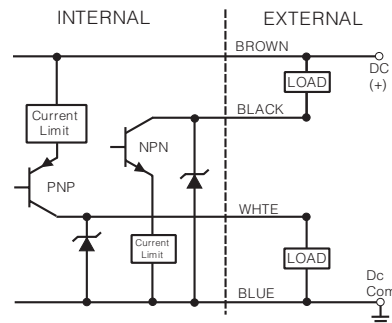 INTERNAL
EXTERNAL
BROWN
DC
(+)
LOAD
BLACK
Current
Limit
NPN
PNP
WHTE
Current
Limit
LOAD
BLUE
Dc
Com